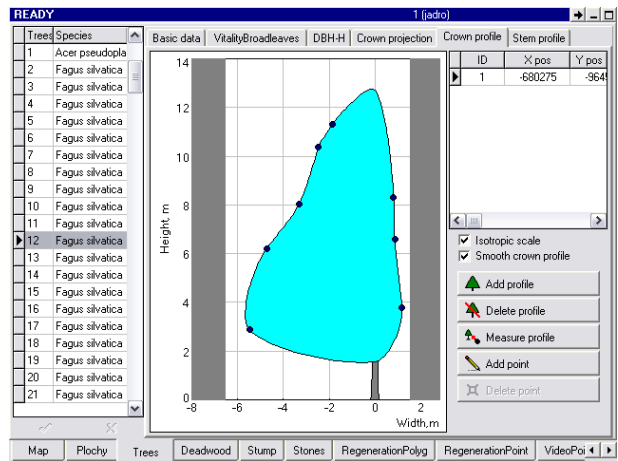 READY 1 (jadro)
Trees Species
1 Acer pseudopla
2 Fagus silvatica
3 Fagus silvatica
4 Fagus silvatica
5 Fagus silvatica
6 Fagus silvatica
7 Fagus silvatica
8 Fagus silvatica
9 Fagus silvatica
10 Fagus silvatica
11 Fagus silvatica
12 Fagus silvatica
13 Fagus silvatica
14 Fagus silvatica
15 Fagus silvatica
16 Fagus silvatica
17 Fagus silvatica
18 Fagus silvatica
19 Fagus silvatica
20 Fagus silvatica
21 Fagus silvatica
Basic data VitalityBroadleaves DBH-H Crown projection Crown profile Stem profile
14
12
10
8
6
4
2
0
Height, m
-8 -6 -4 -2 0 2
Width,m
ID X pos Y pos
1 -680275 -9645
Isotropic scale
Smooth crown profile
Add profile
Delete profile
Measure profile
Add point
Delete point
Map Plochy Trees Deadwood Stump Stones RegenerationPolyg RegenerationPoint VideoPoi